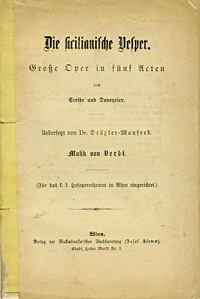 Die sicilianische Vesper.
Große Oper in fünf Acten
nach
Scribe und Duveyrier.
Uebersetzt von Dr. Dräxler-Manfred.
Musik von Verdi.
(Für das k. k. Hofoperntheater in Wien eingerichtet.)
Wien.
Verlag der Wallishausser'schen Buchhandlung (Josef Klemm),
Stadt, Hoher Markt Nr. 1.